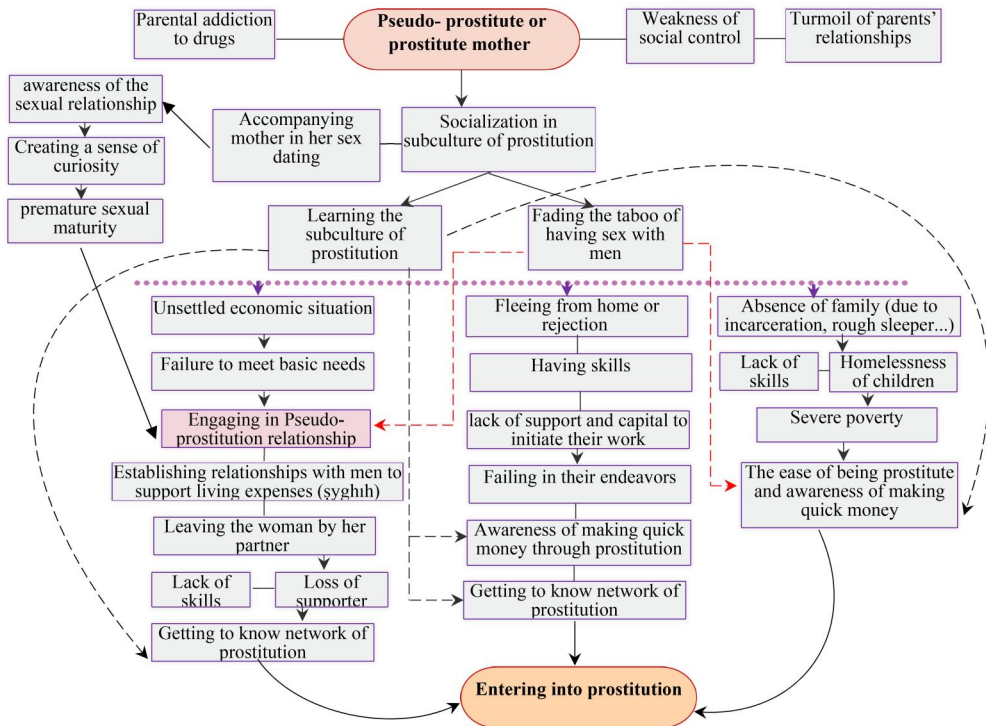 Parental addiction
to drugs
Pseudo- prostitute or
prostitute mother
Weakness of
social control
Turmoil of parents’
relationships
awareness of the
sexual relationship
Creating a sense of
curiosity
premature sexual
maturity
Accompanying
mother in her sex
dating
Socialization in
subculture of prostitution
Learning the
subculture of
prostitution
Fading the taboo of
having sex with
men
Unsettled economic situation
Failure to meet basic needs
Engaging in Pseudo-
prostitution relationship
Establishing relationships with men to
support living expenses (ṣyghıh)
Leaving the woman by her
partner
Lack of
skills
Loss of
supporter
Getting to know network of
prostitution
Fleeing from home or
rejection
Having skills
lack of support and capital to
initiate their work
Failing in their endeavors
Awareness of making quick
money through prostitution
Getting to know network of
prostitution
Absence of family (due to
incarceration, rough sleeper...)
Lack of
skills
Homelessness
of children
Severe poverty
The ease of being prostitute
and awareness of making
quick money
Entering into prostitution